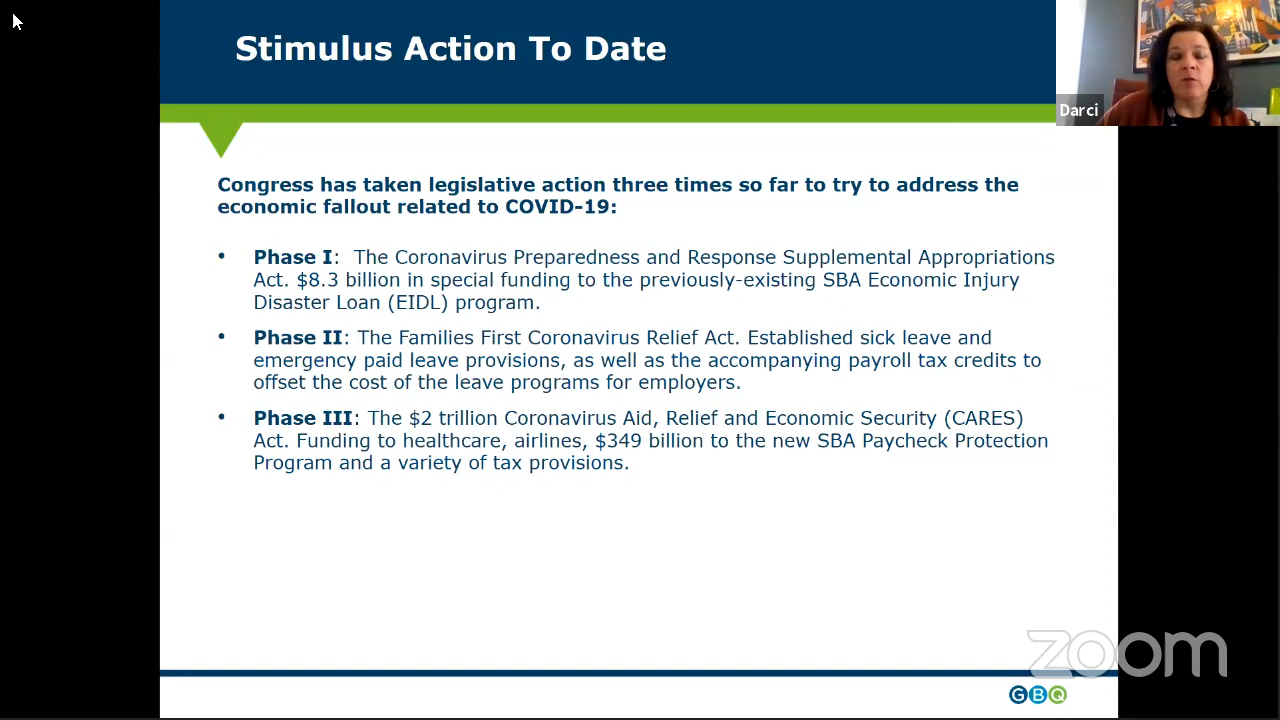 Stimulus Action To Date
Darci
Congress has taken legislative action three times so far to try to address the
economic fallout related to COVID-19:
• Phase I:  The Coronavirus Preparedness and Response Supplemental Appropriations
Act. $8.3 billion in special funding to the previously-existing SBA Economic Injury
Disaster Loan (EIDL) program.
• Phase II: The Families First Coronavirus Relief Act. Established sick leave and
emergency paid leave provisions, as well as the accompanying payroll tax credits to
offset the cost of the leave programs for employers.
• Phase III: The $2 trillion Coronavirus Aid, Relief and Economic Security (CARES)
Act. Funding to healthcare, airlines, $349 billion to the new SBA Paycheck Protection
Program and a variety of tax provisions.
zoom
GBQ